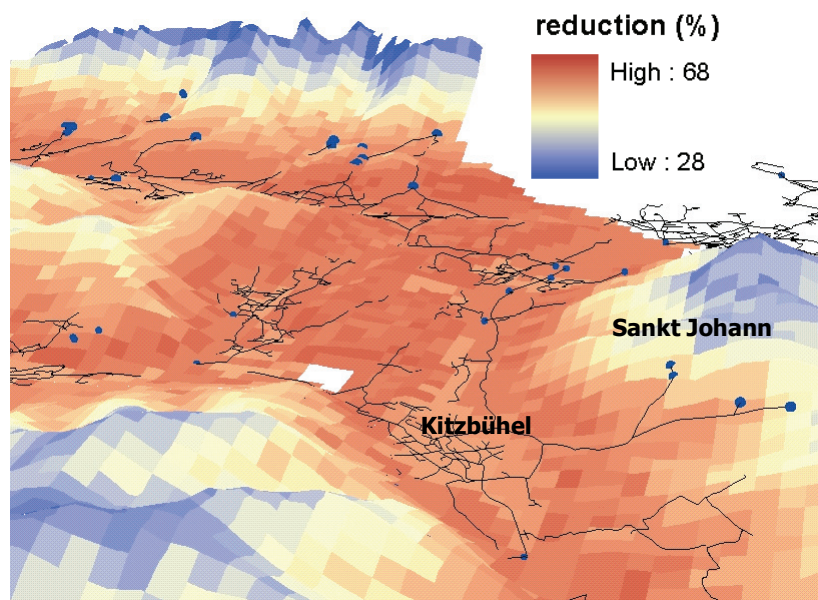 reduction (%)
High : 68
Low : 28
Sankt Johann
Kitzbühel